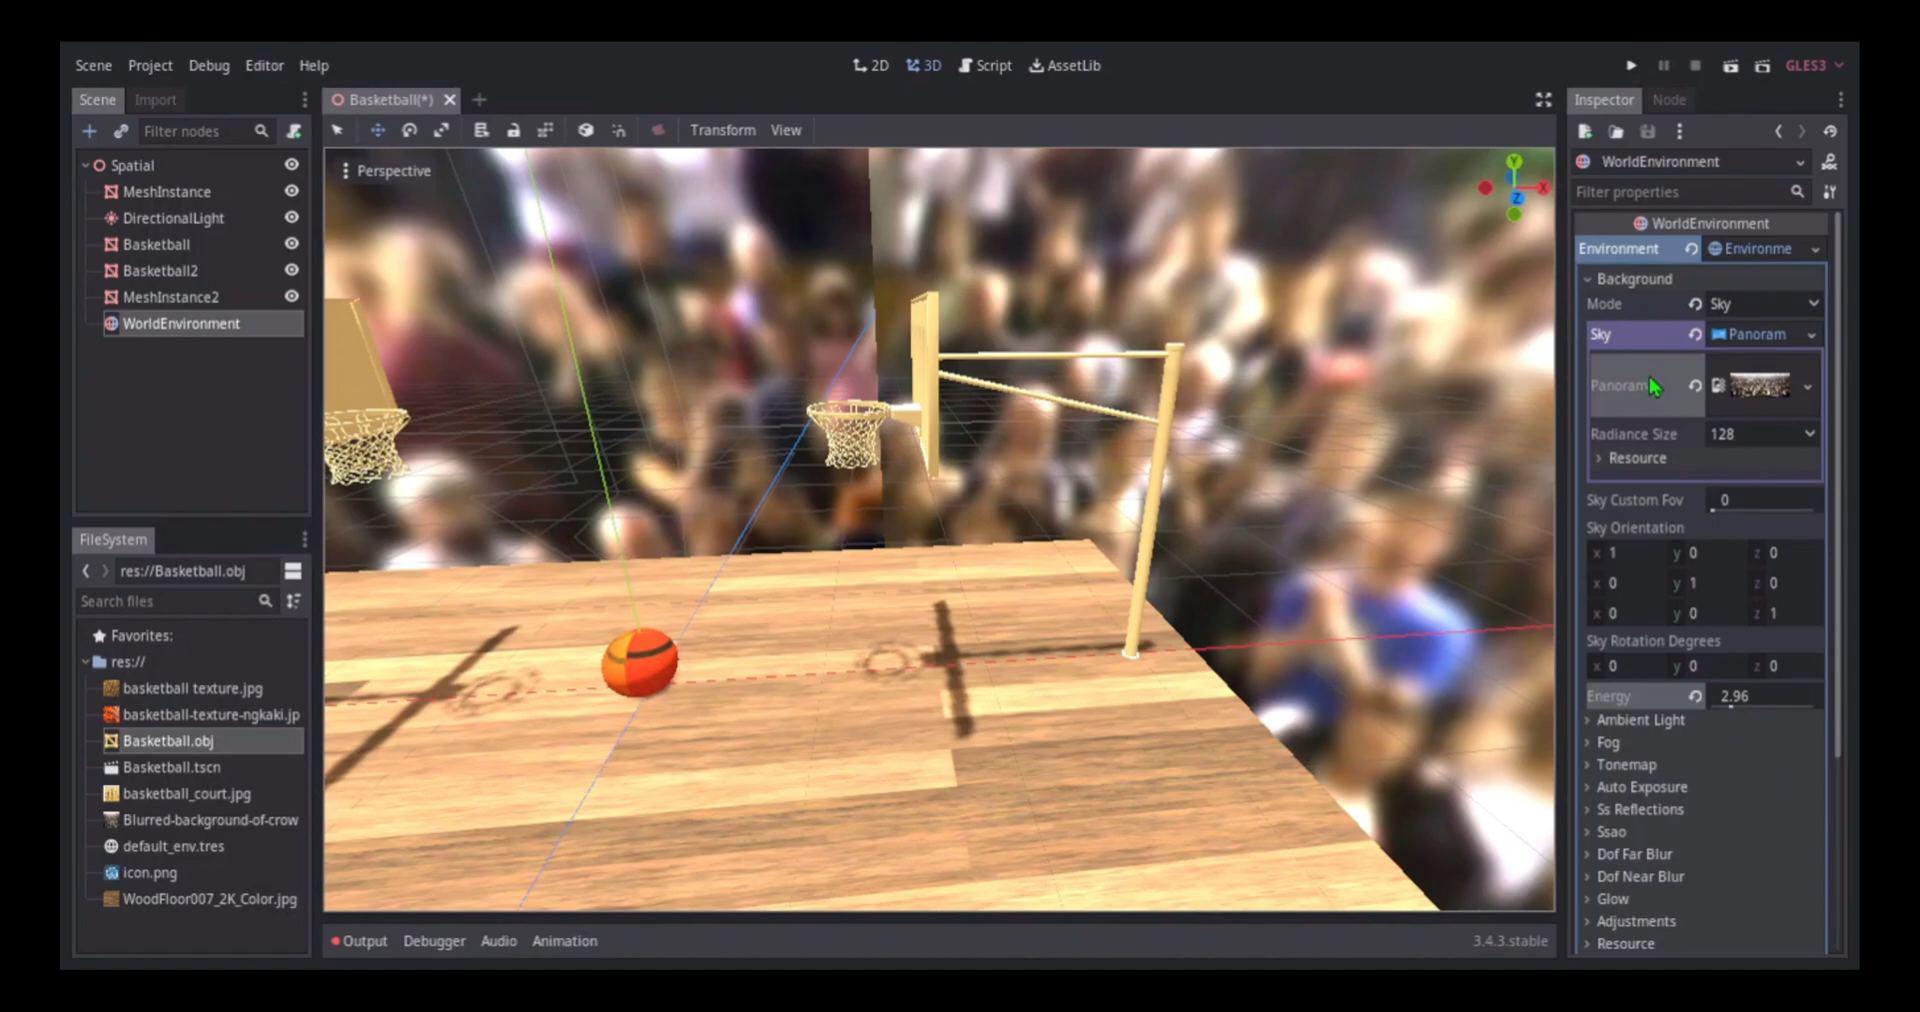 Scene Project Debug Editor Help
2D 3D Script AssetLib
GLES3
Scene Import
Filter nodes
Spatial
MeshInstance
DirectionalLight
Basketball
Basketball2
MeshInstance2
WorldEnvironment
FileSystem
res://Basketball.obj
Search files
Favorites:
res://
basketball texture.jpg
basketball-texture-ngkaki.jp
Basketball.obj
Basketball.tscn
basketball_court.jpg
Blurred-background-of-crow
default_env.tres
icon.png
WoodFloor007_2K_Color.jpg
Basketball(*)
Transform View
Perspective
Y
X
Z
Output Debugger Audio Animation
3.4.3.stable
Inspector Node
WorldEnvironment
Filter properties
WorldEnvironment
Environment Environme
Background
Mode Sky
Sky Panoram
Panoram
Radiance Size 128
Resource
Sky Custom Fov 0
Sky Orientation
x 1 y 0 z 0
x 0 y 1 z 0
x 0 y 0 z 1
Sky Rotation Degrees
x 0 y 0 z 0
Energy 2.96
Ambient Light
Fog
Tonemap
Auto Exposure
Ss Reflections
Ssao
Dof Far Blur
Dof Near Blur
Glow
Adjustments
Resource